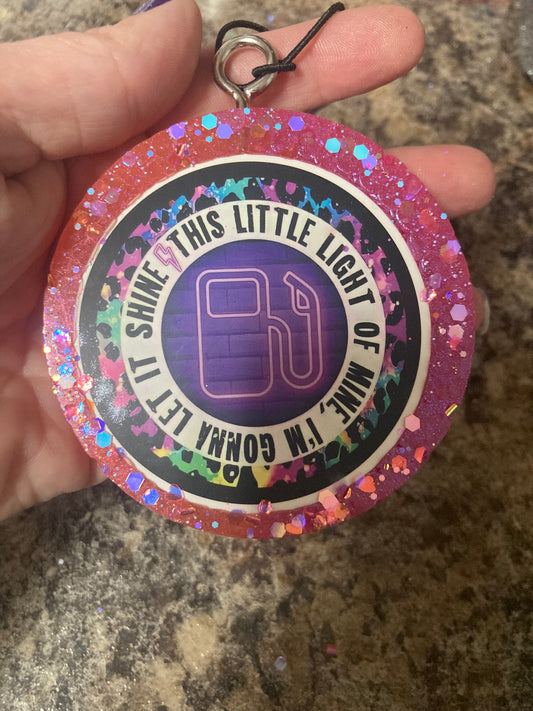 THIS LITTLE LIGHT OF MINE, I'M GONNA LET IT SHINE